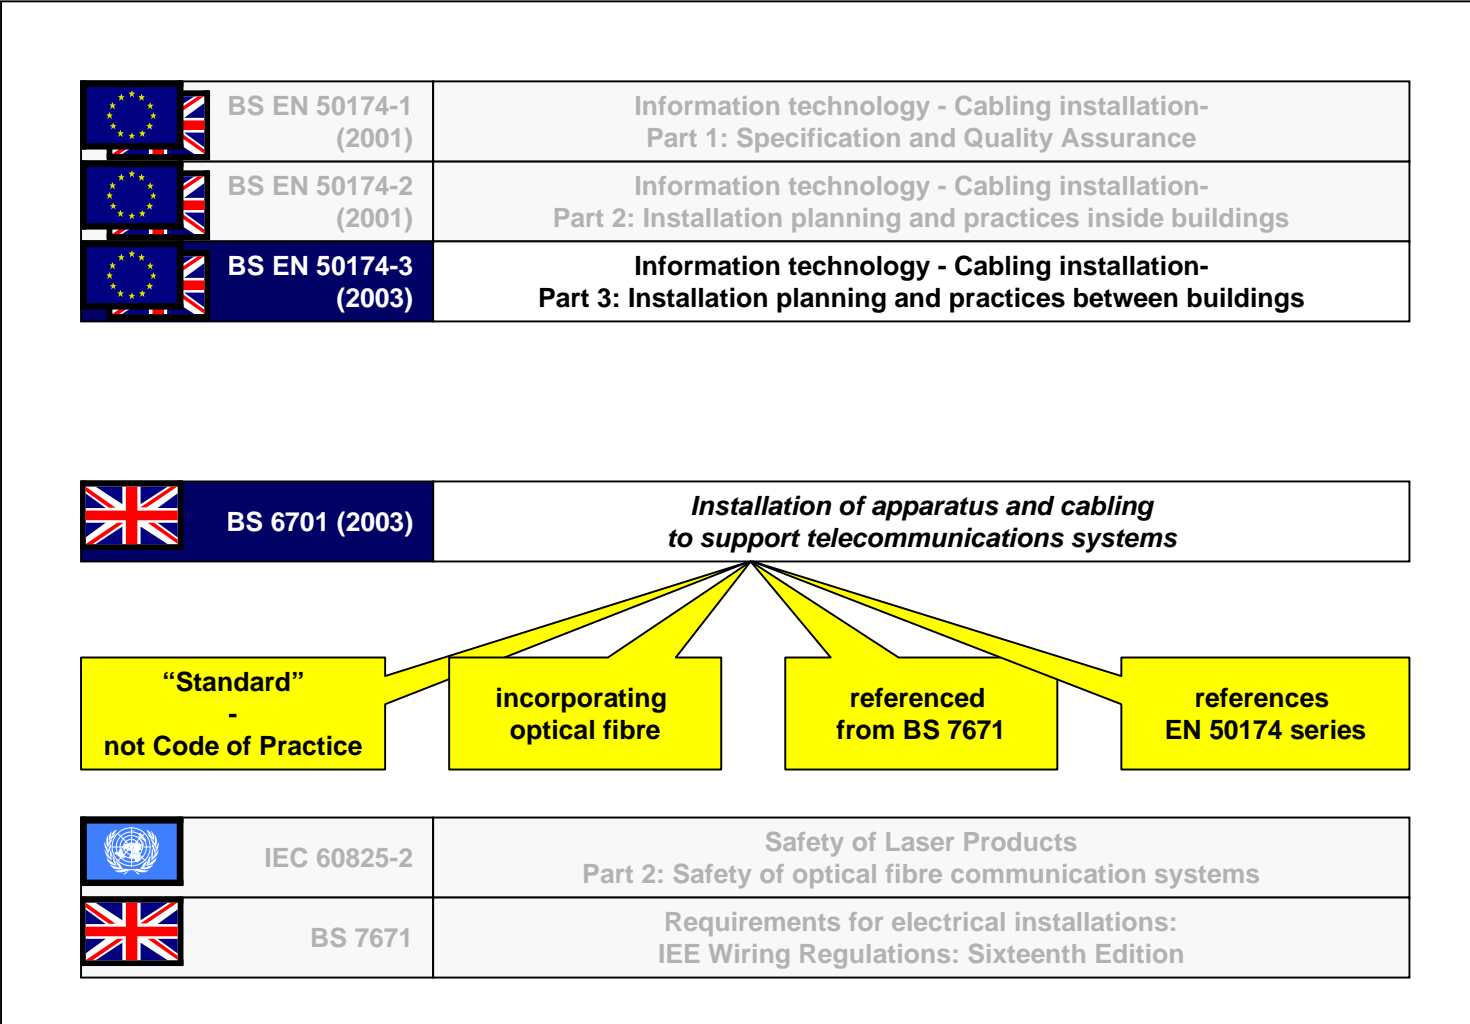 BS EN 50174-1
(2001)
Information technology - Cabling installation-
Part 1: Specification and Quality Assurance
BS EN 50174-2
(2001)
Information technology - Cabling installation-
Part 2: Installation planning and practices inside buildings
BS EN 50174-3
(2003)
Information technology - Cabling installation-
Part 3: Installation planning and practices between buildings
BS 6701 (2003)
Installation of apparatus and cabling
to support telecommunications systems
“Standard”
-
not Code of Practice
incorporating
optical fibre
referenced
from BS 7671
references
EN 50174 series
IEC 60825-2
Safety of Laser Products
Part 2: Safety of optical fibre communication systems
BS 7671
Requirements for electrical installations:
IEE Wiring Regulations: Sixteenth Edition